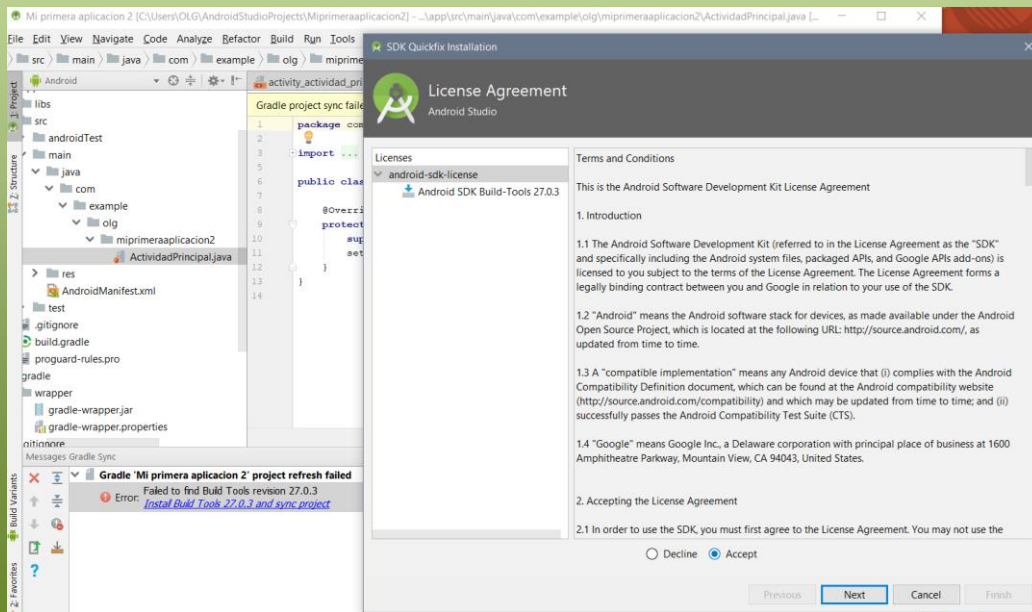 Mi primera aplicacion 2 [C:\Users\OLG\AndroidStudioProjects\Miprimeraaplicacion2] - ...\app\src\main\java\com\example\olg\miprimeraaplicacion2\ActividadPrincipal.java [...
File Edit View Navigate Code Analyze Refactor Build Run Tools
src main java com example olg miprime
Android
activity_actividad_pri
1: Project
Z: Structure
Build Variants
Favorites
libs
src
androidTest
main
java
com
example
olg
miprimeraaplicacion2
ActividadPrincipal.java
res
AndroidManifest.xml
test
.gitignore
build.gradle
proguard-rules.pro
gradle
wrapper
gradle-wrapper.jar
gradle-wrapper.properties
.gitignore
Gradle project sync faile
1 package com
2
3 import ...
5
6 public clas
7
8 @Overri
9 protect
10 sup
11 set
12 }
13 }
14
Messages Gradle Sync
Gradle 'Mi primera aplicacion 2' project refresh failed
Error: Failed to find Build Tools revision 27.0.3
Install Build Tools 27.0.3 and sync project
SDK Quickfix Installation
License Agreement
Android Studio
Licenses
android-sdk-license
Android SDK Build-Tools 27.0.3
Terms and Conditions
This is the Android Software Development Kit License Agreement
1. Introduction
1.1 The Android Software Development Kit (referred to in the License Agreement as the "SDK"
and specifically including the Android system files, packaged APIs, and Google APIs add-ons) is
licensed to you subject to the terms of the License Agreement. The License Agreement forms a
legally binding contract between you and Google in relation to your use of the SDK.
1.2 "Android" means the Android software stack for devices, as made available under the Android
Open Source Project, which is located at the following URL: http://source.android.com/, as
updated from time to time.
1.3 A "compatible implementation" means any Android device that (i) complies with the Android
Compatibility Definition document, which can be found at the Android compatibility website
(http://source.android.com/compatibility) and which may be updated from time to time; and (ii)
successfully passes the Android Compatibility Test Suite (CTS).
1.4 "Google" means Google Inc., a Delaware corporation with principal place of business at 1600
Amphitheatre Parkway, Mountain View, CA 94043, United States.
2. Accepting the License Agreement
2.1 In order to use the SDK, you must first agree to the License Agreement. You may not use the
Decline Accept
Previous Next Cancel Finish